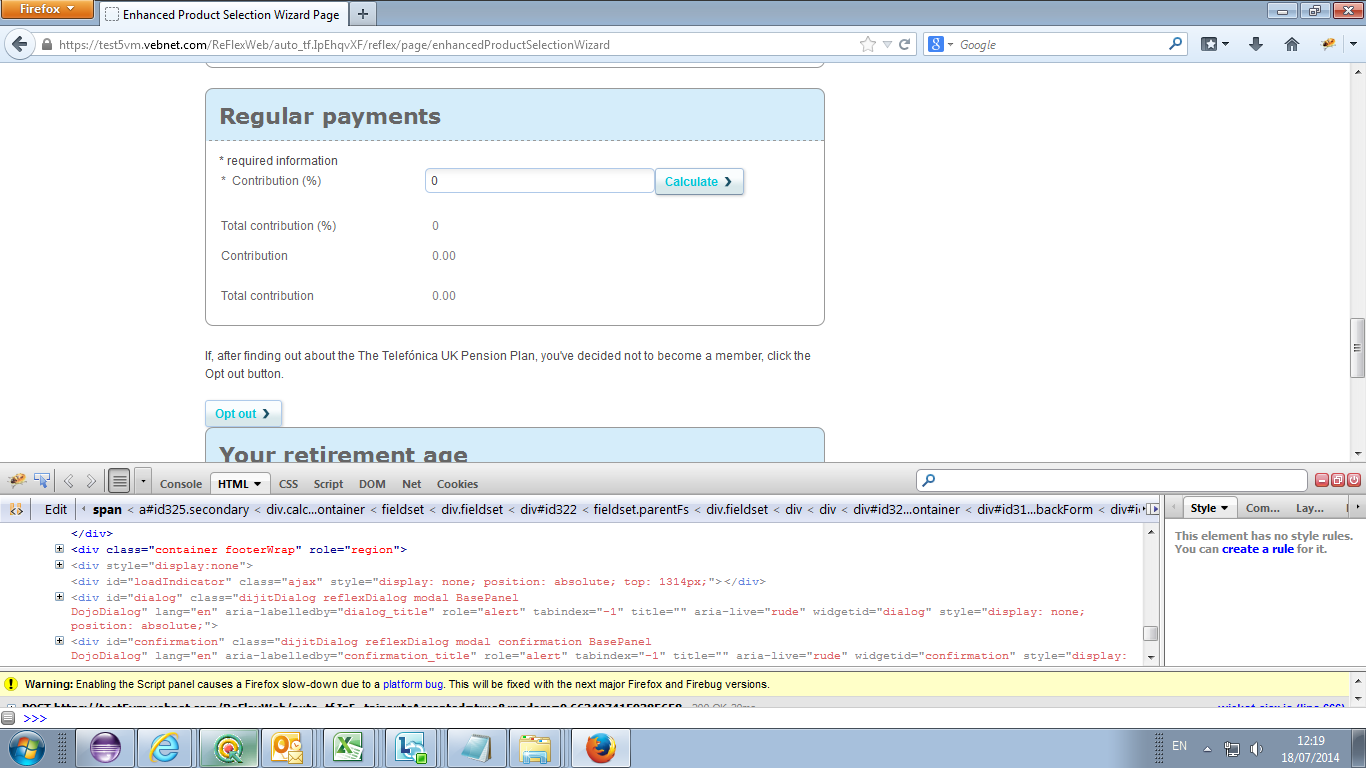 Firefox
Enhanced Product Selection Wizard Page
https://test5vm.vebnet.com/ReFlexWeb/auto_tf.IpEhqvXF/reflex/page/enhancedProductSelectionWizard
Google
Regular payments
* required information
* Contribution (%) 0 Calculate
Total contribution (%) 0
Contribution 0.00
Total contribution 0.00
If, after finding out about the The Telefónica UK Pension Plan, you've decided not to become a member, click the
Opt out button.
Opt out
Your retirement age
Console HTML CSS Script DOM Net Cookies
Edit span < a#id325.secondary < div.calc...ontainer < fieldset < div.fieldset < div#id322 < fieldset.parentFs < div.fieldset < div < div < div#id32...ontainer < div#id31...backForm < div#id
Style Com... Lay...
This element has no style rules.
You can create a rule for it.
</div>
<div class="container footerWrap" role="region">
<div style="display:none">
<div id="loadIndicator" class="ajax" style="display: none; position: absolute; top: 1314px;"></div>
<div id="dialog" class="dijitDialog reflexDialog modal BasePanel
DojoDialog" lang="en" aria-labelledby="dialog_title" role="alert" tabindex="-1" title="" aria-live="rude" widgetid="dialog" style="display: none;
position: absolute;">
<div id="confirmation" class="dijitDialog reflexDialog modal confirmation BasePanel
DojoDialog" lang="en" aria-labelledby="confirmation_title" role="alert" tabindex="-1" title="" aria-live="rude" widgetid="confirmation" style="display:
Warning: Enabling the Script panel causes a Firefox slow-down due to a platform bug. This will be fixed with the next major Firefox and Firebug versions.
>>>
EN
12:19
18/07/2014